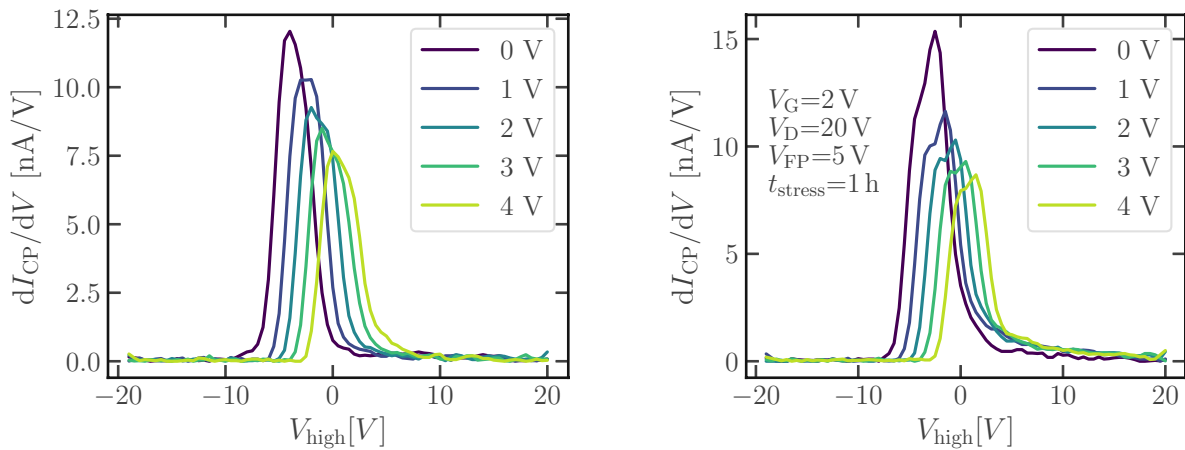 12.5
10.0
7.5
5.0
2.5
0.0
dI_CP/dV [nA/V]
−20
−10
0
10
20
V_high[V]
0 V
1 V
2 V
3 V
4 V
15
10
5
0
dI_CP/dV [nA/V]
V_G=2 V
V_D=20 V
V_FP=5 V
t_stress=1 h
−20
−10
0
10
20
V_high[V]
0 V
1 V
2 V
3 V
4 V